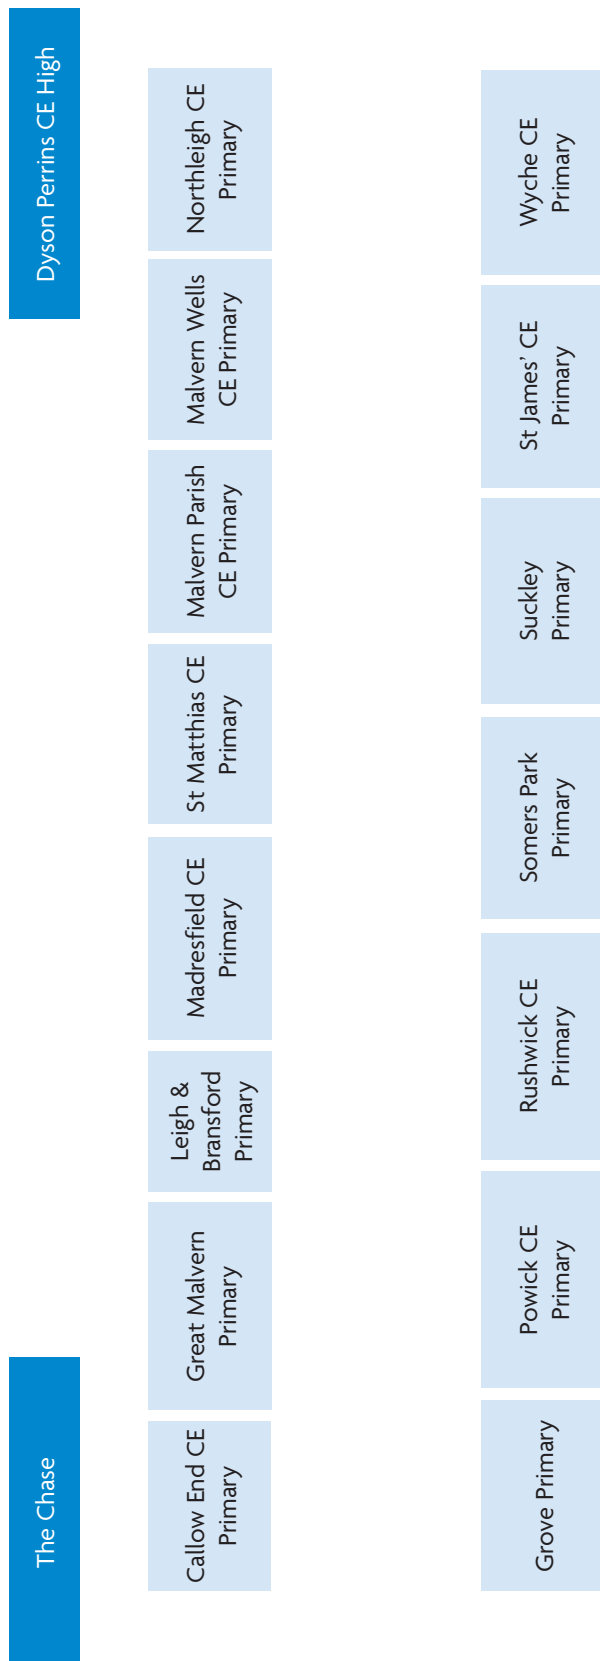 The Chase
Dyson Perrins CE High
Callow End CE
Primary
Great Malvern
Primary
Leigh &
Bransford
Primary
Madresfield CE
Primary
St Matthias CE
Primary
Malvern Parish
CE Primary
Malvern Wells
CE Primary
Northleigh CE
Primary
Grove Primary
Powick CE
Primary
Rushwick CE
Primary
Somers Park
Primary
Suckley
Primary
St James’ CE
Primary
Wyche CE
Primary